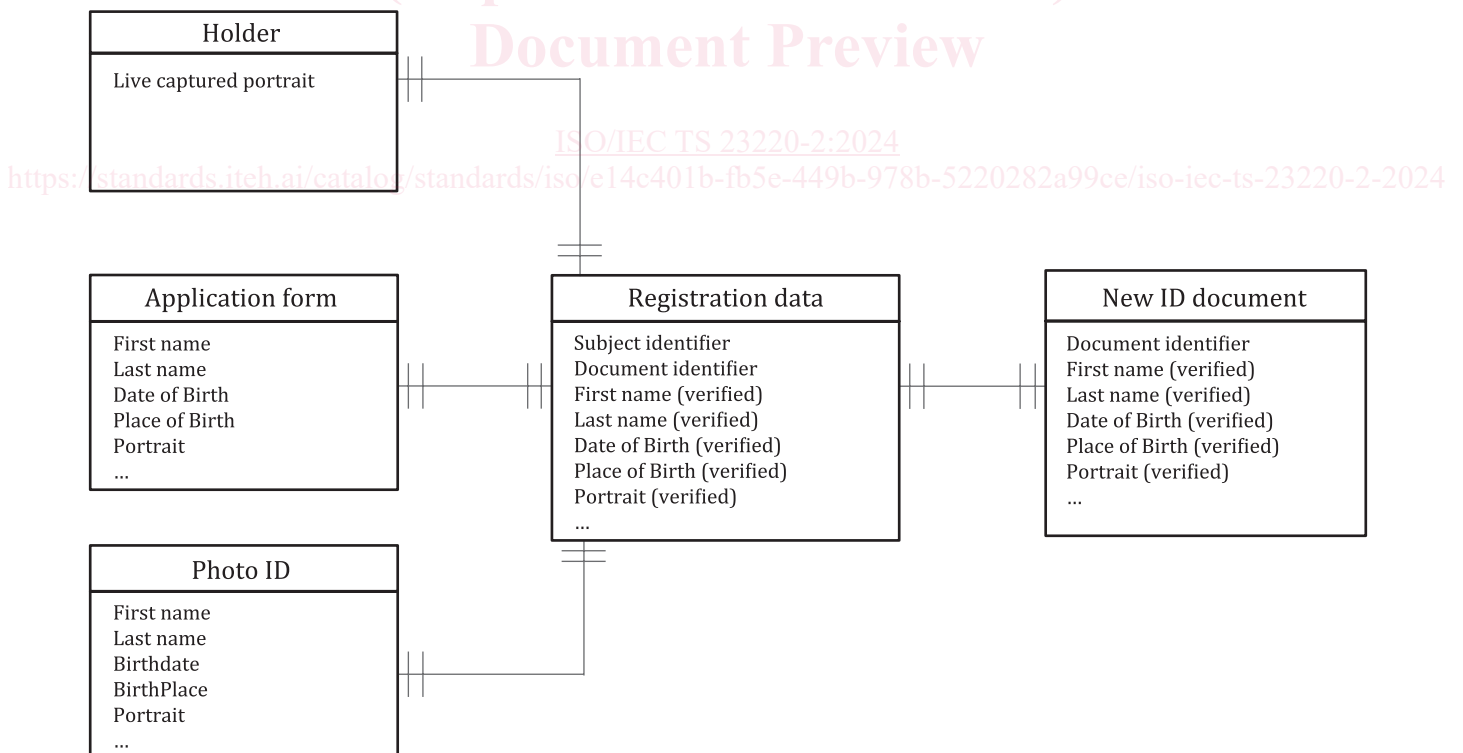 Document Preview
Holder
Live captured portrait
ISO/IEC TS 23220-2:2024
https://standards.iteh.ai/catalog/standards/iso/e14c401b-fb5e-449b-978b-5220282a99ce/iso-iec-ts-23220-2-2024
Application form
First name
Last name
Date of Birth
Place of Birth
Portrait
...
Registration data
Subject identifier
Document identifier
First name (verified)
Last name (verified)
Date of Birth (verified)
Place of Birth (verified)
Portrait (verified)
...
New ID document
Document identifier
First name (verified)
Last name (verified)
Date of Birth (verified)
Place of Birth (verified)
Portrait (verified)
...
Photo ID
First name
Last name
Birthdate
BirthPlace
Portrait
...